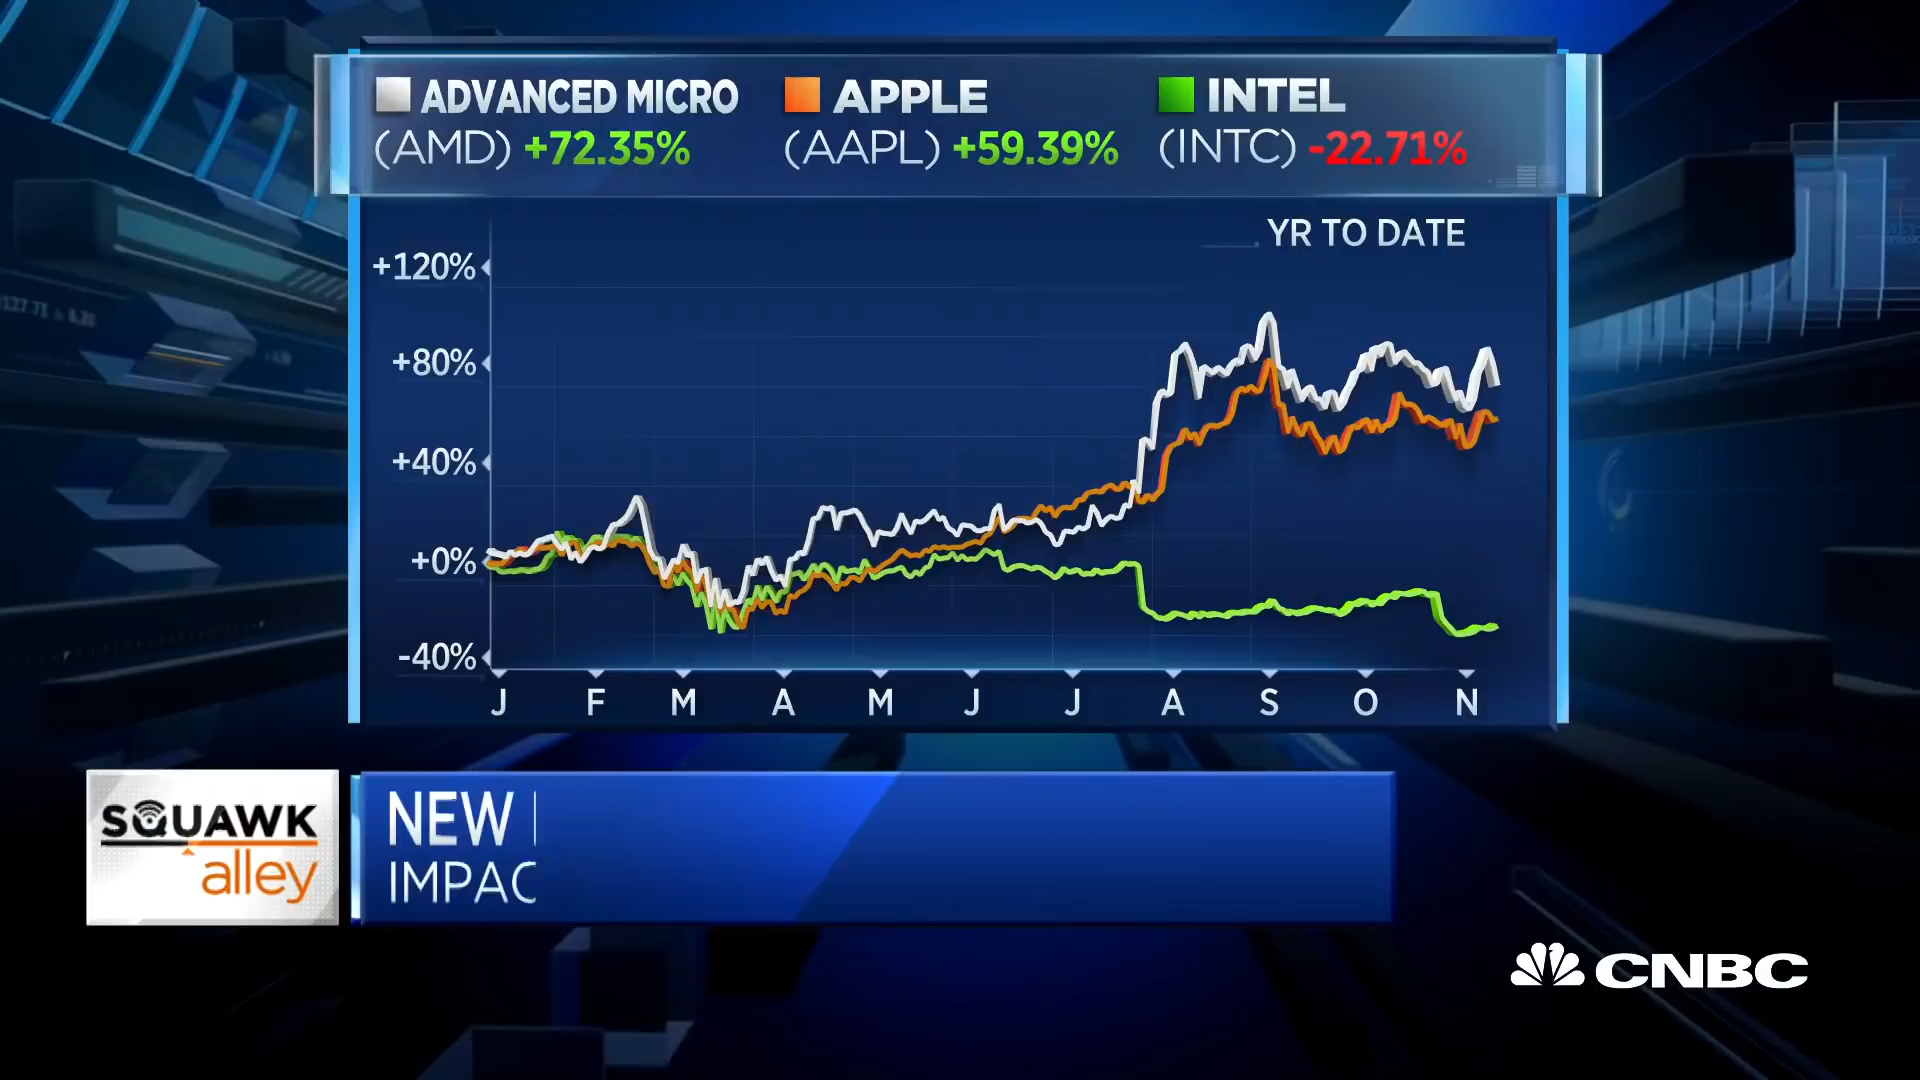 ADVANCED MICRO
(AMD) +72.35%
APPLE
(AAPL) +59.39%
INTEL
(INTC) -22.71%
YR TO DATE
+120%
+80%
+40%
+0%
-40%
J F M A M J J A S O N
SQUAWK
alley
NEW
IMPAC
CNBC